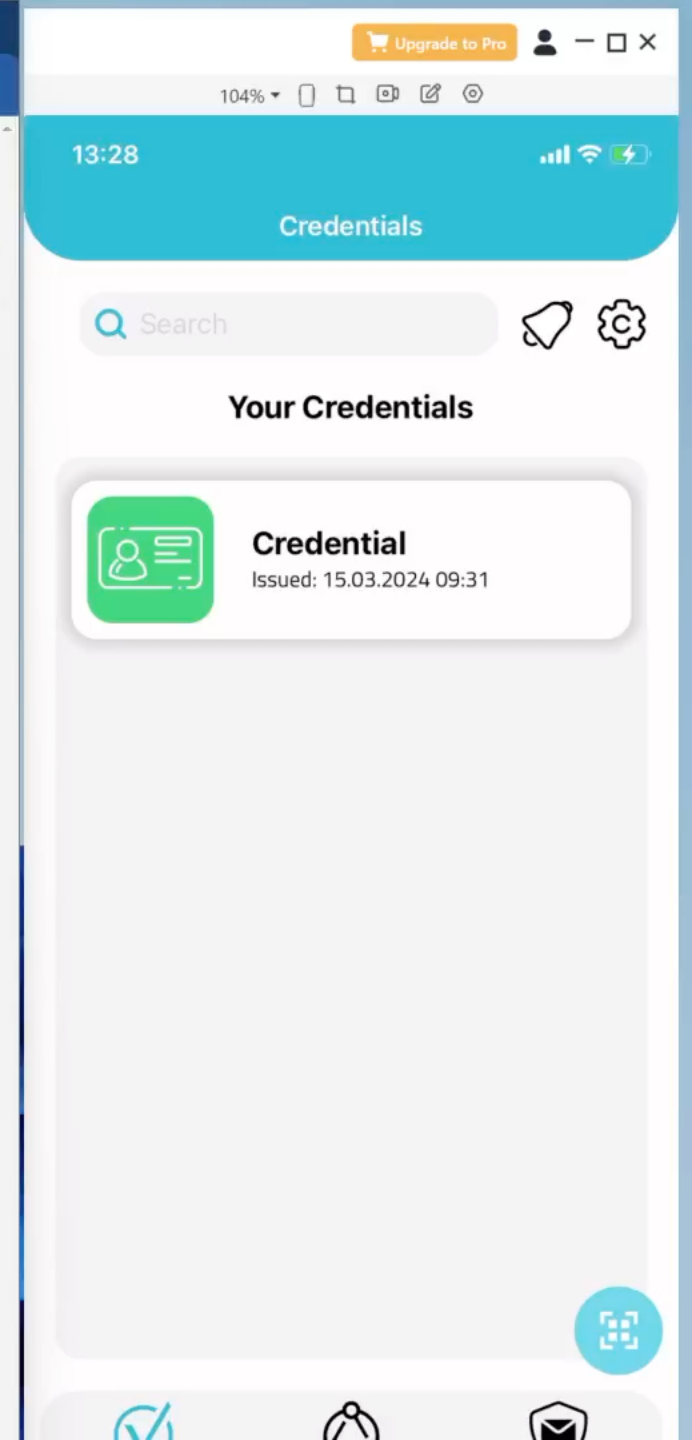 Upgrade to Pro
104%
13:28
Credentials
Search
Your Credentials
Credential
Issued: 15.03.2024 09:31